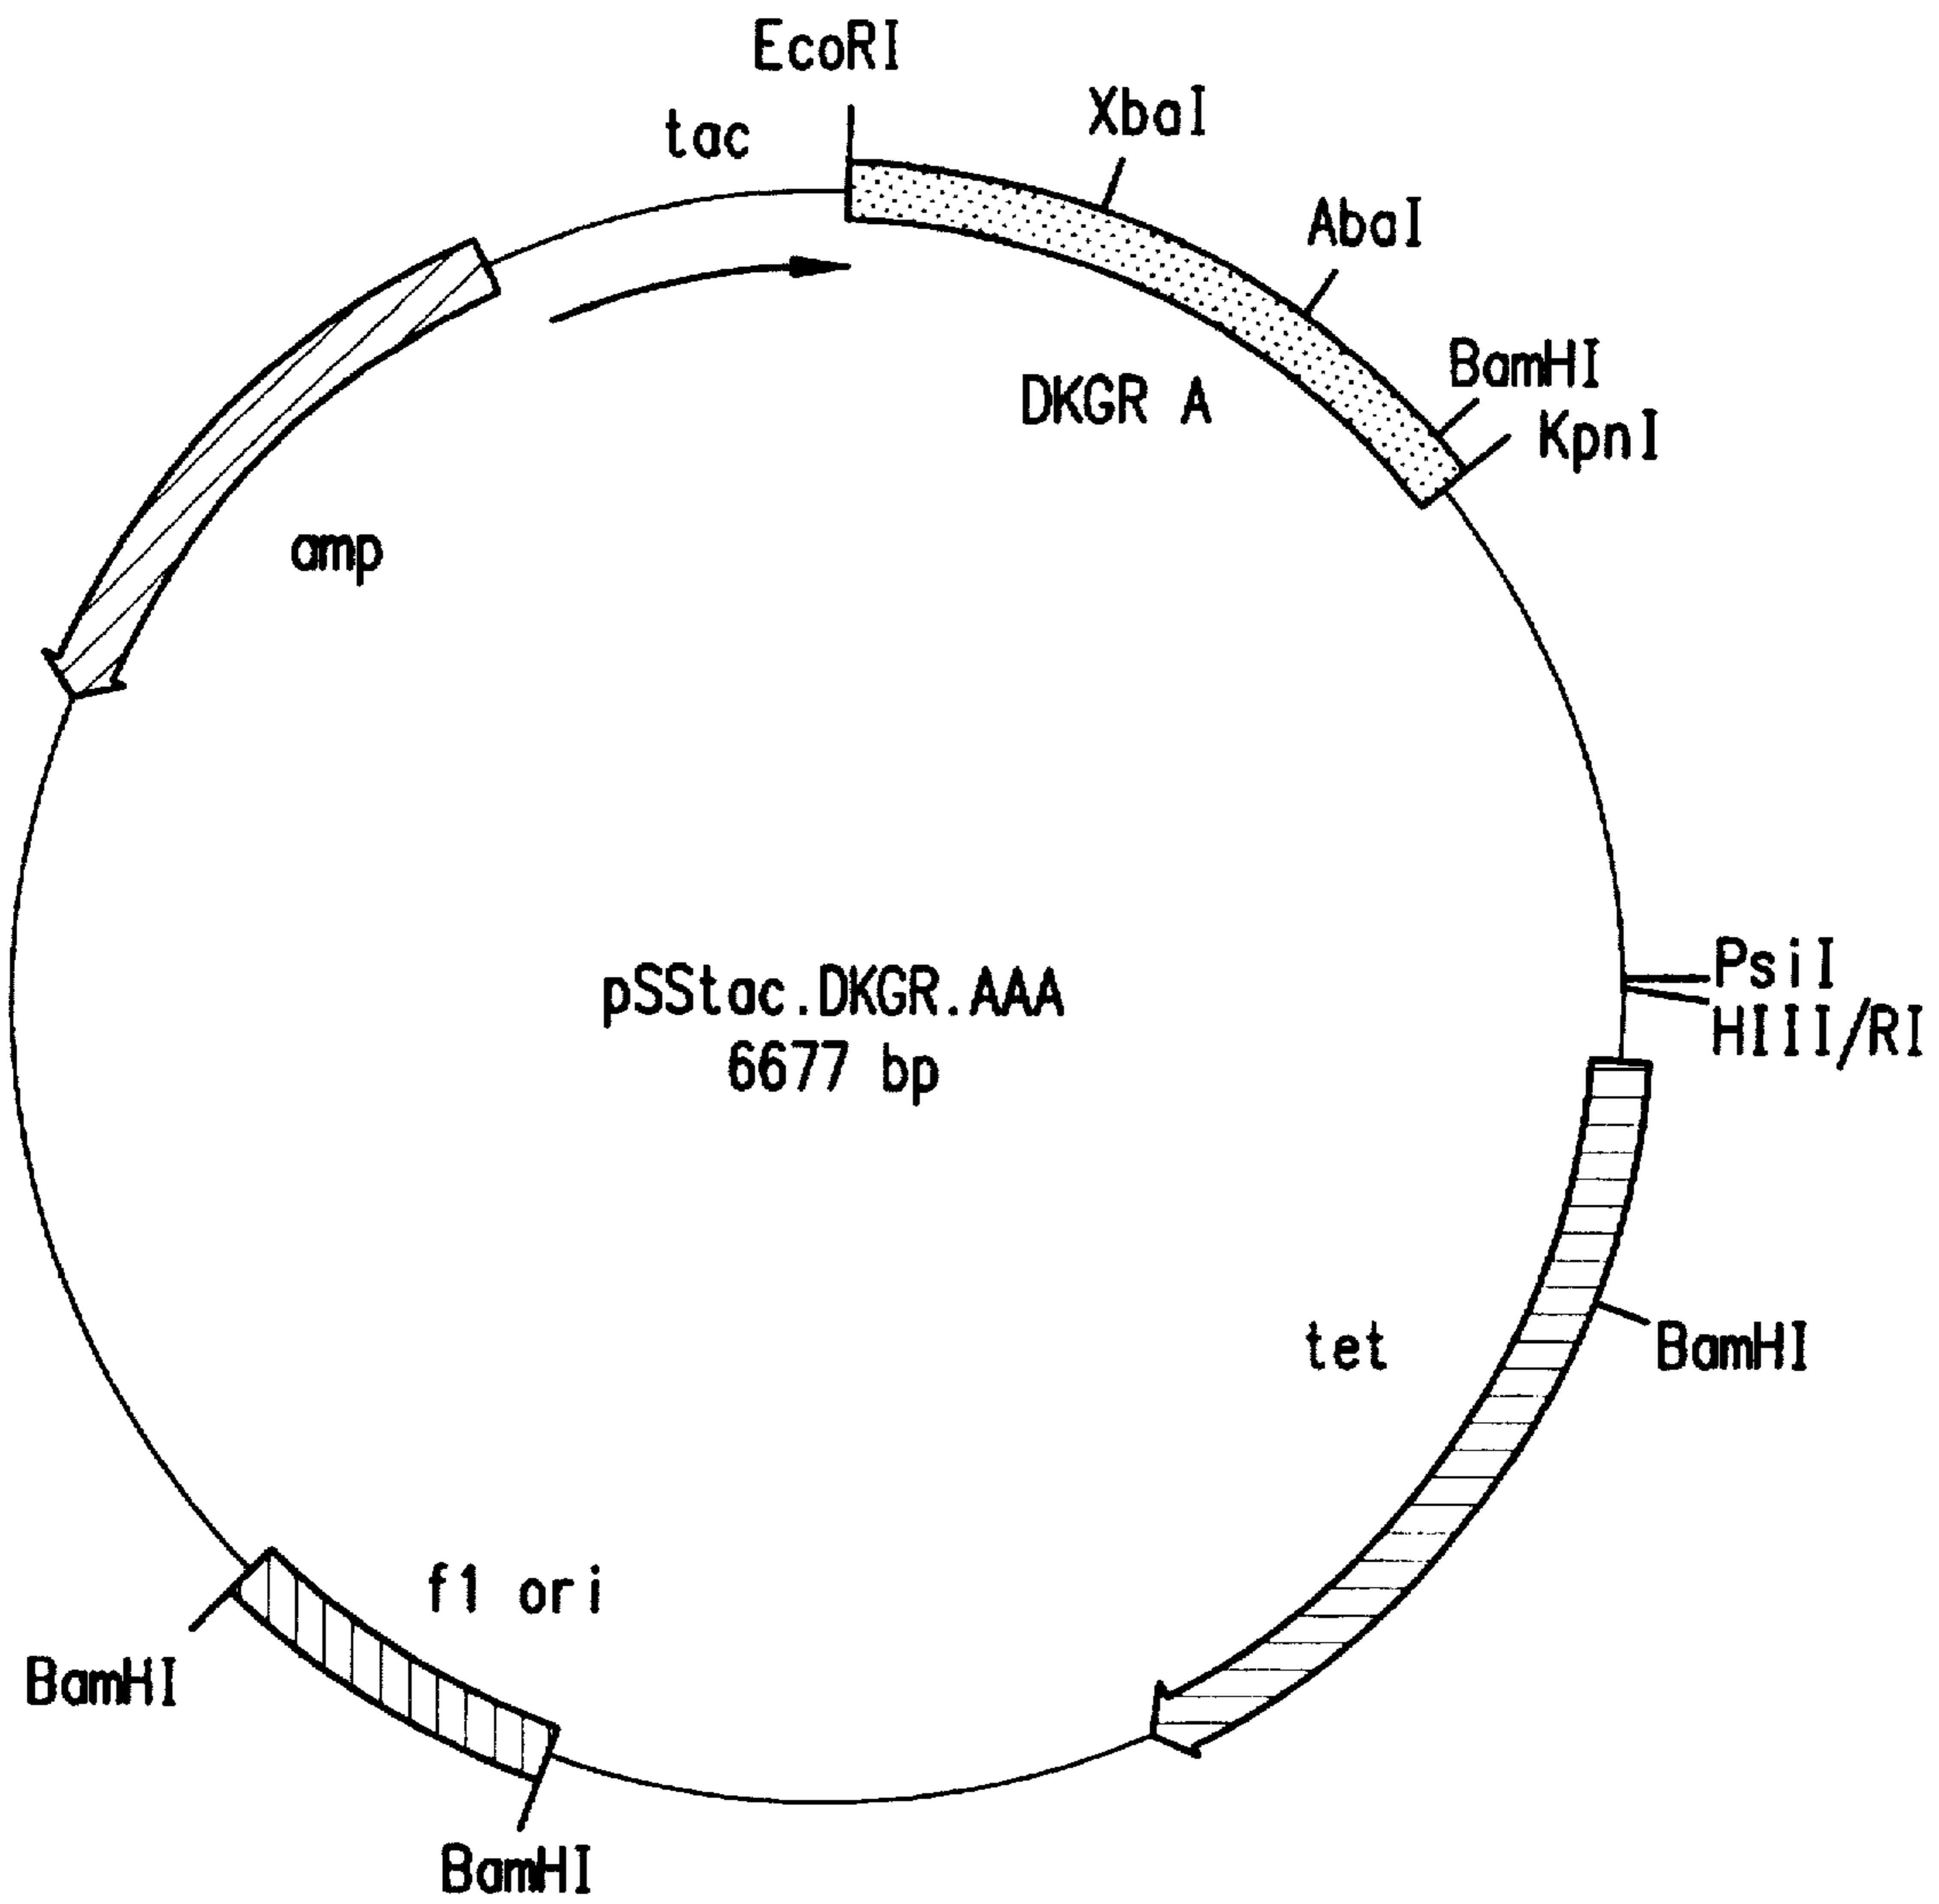 EcoRI
tac
XbaI
AbaI
BamHI
KpnI
DKGR A
amp
PsiI
HIII/RI
pSStac.DKGR.AAA
6677 bp
tet
BamHI
f1 ori
BamHI
BamHI